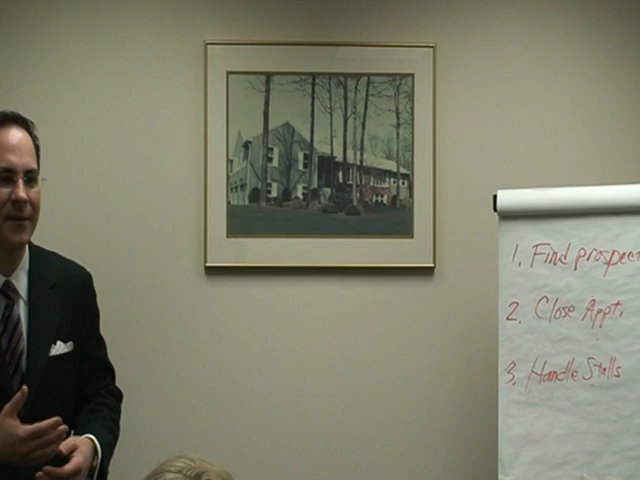 1. Find prospect
2. Close Appt.
3. Handle Stalls